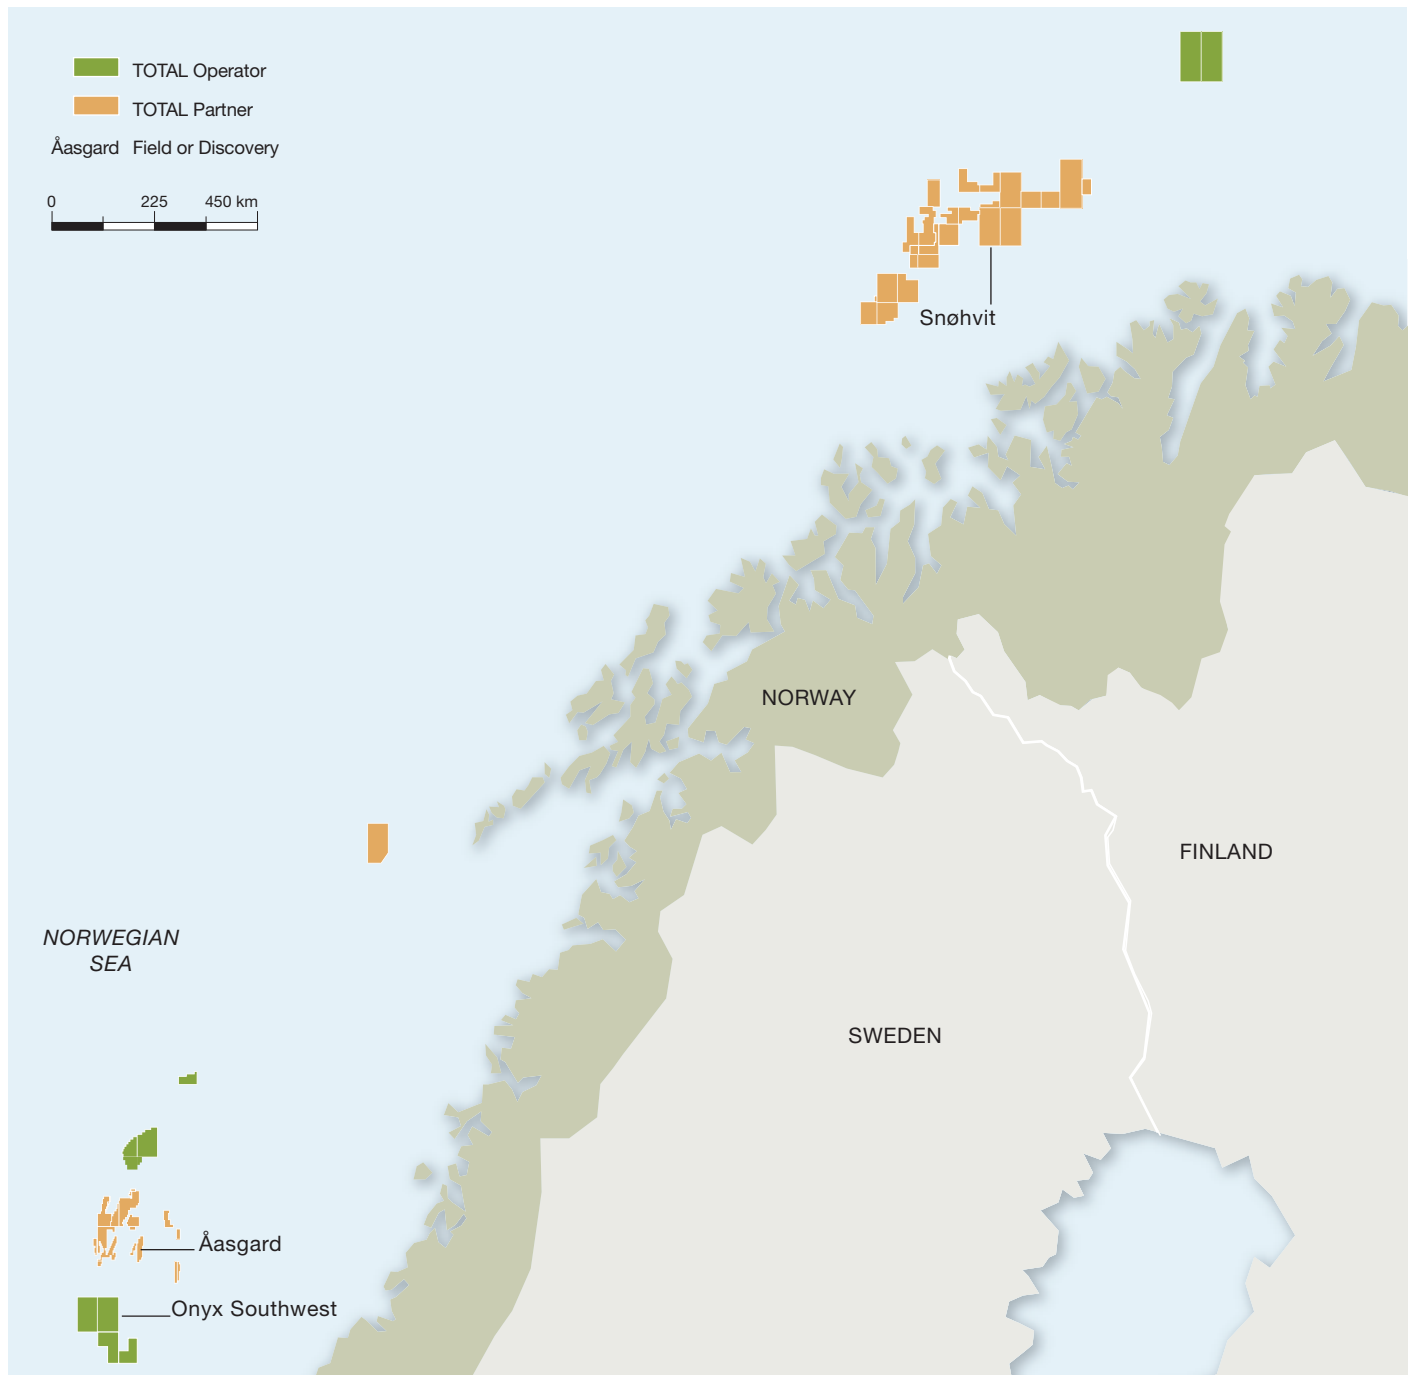 TOTAL Operator
TOTAL Partner
Åasgard Field or Discovery
0 225 450 km
Snøhvit
NORWAY
FINLAND
NORWEGIAN
SEA
SWEDEN
Åasgard
Onyx Southwest